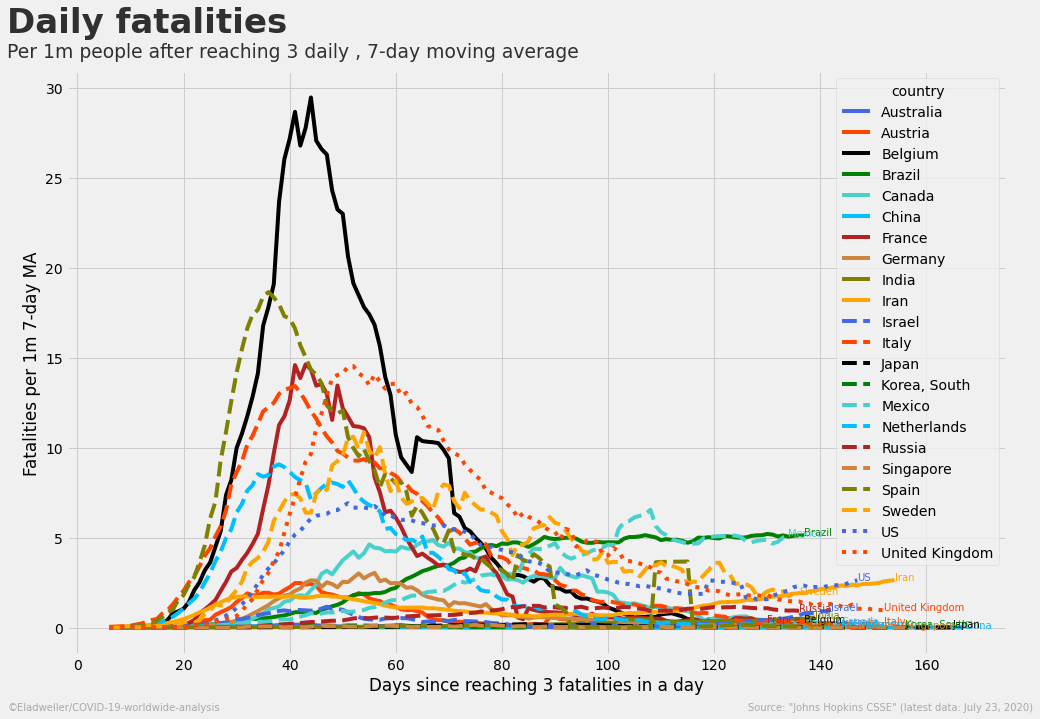 Daily fatalities
Per 1m people after reaching 3 daily , 7-day moving average
Fatalities per 1m 7-day MA
30
25
20
15
10
5
0
country
Australia
Austria
Belgium
Brazil
Canada
China
France
Germany
India
Iran
Israel
Italy
Japan
Korea, South
Mexico
Netherlands
Russia
Singapore
Spain
Sweden
US
United Kingdom
Brazil
US
Iran
Russia
Israel
United Kingdom
France
Belgium
Italy
Japan
0 20 40 60 80 100 120 140 160
Days since reaching 3 fatalities in a day
©Eladweller/COVID-19-worldwide-analysis
Source: "Johns Hopkins CSSE" (latest data: July 23, 2020)